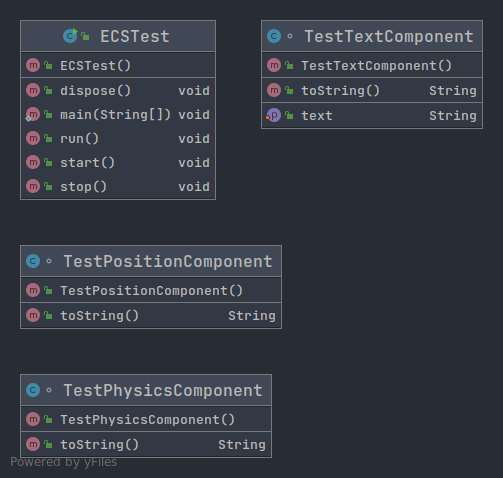 ECSTest
ECSTest()
dispose() void
main(String[]) void
run() void
start() void
stop() void
TestTextComponent
TestTextComponent()
toString() String
text String
TestPositionComponent
TestPositionComponent()
toString() String
TestPhysicsComponent
TestPhysicsComponent()
toString() String
Powered by yFiles